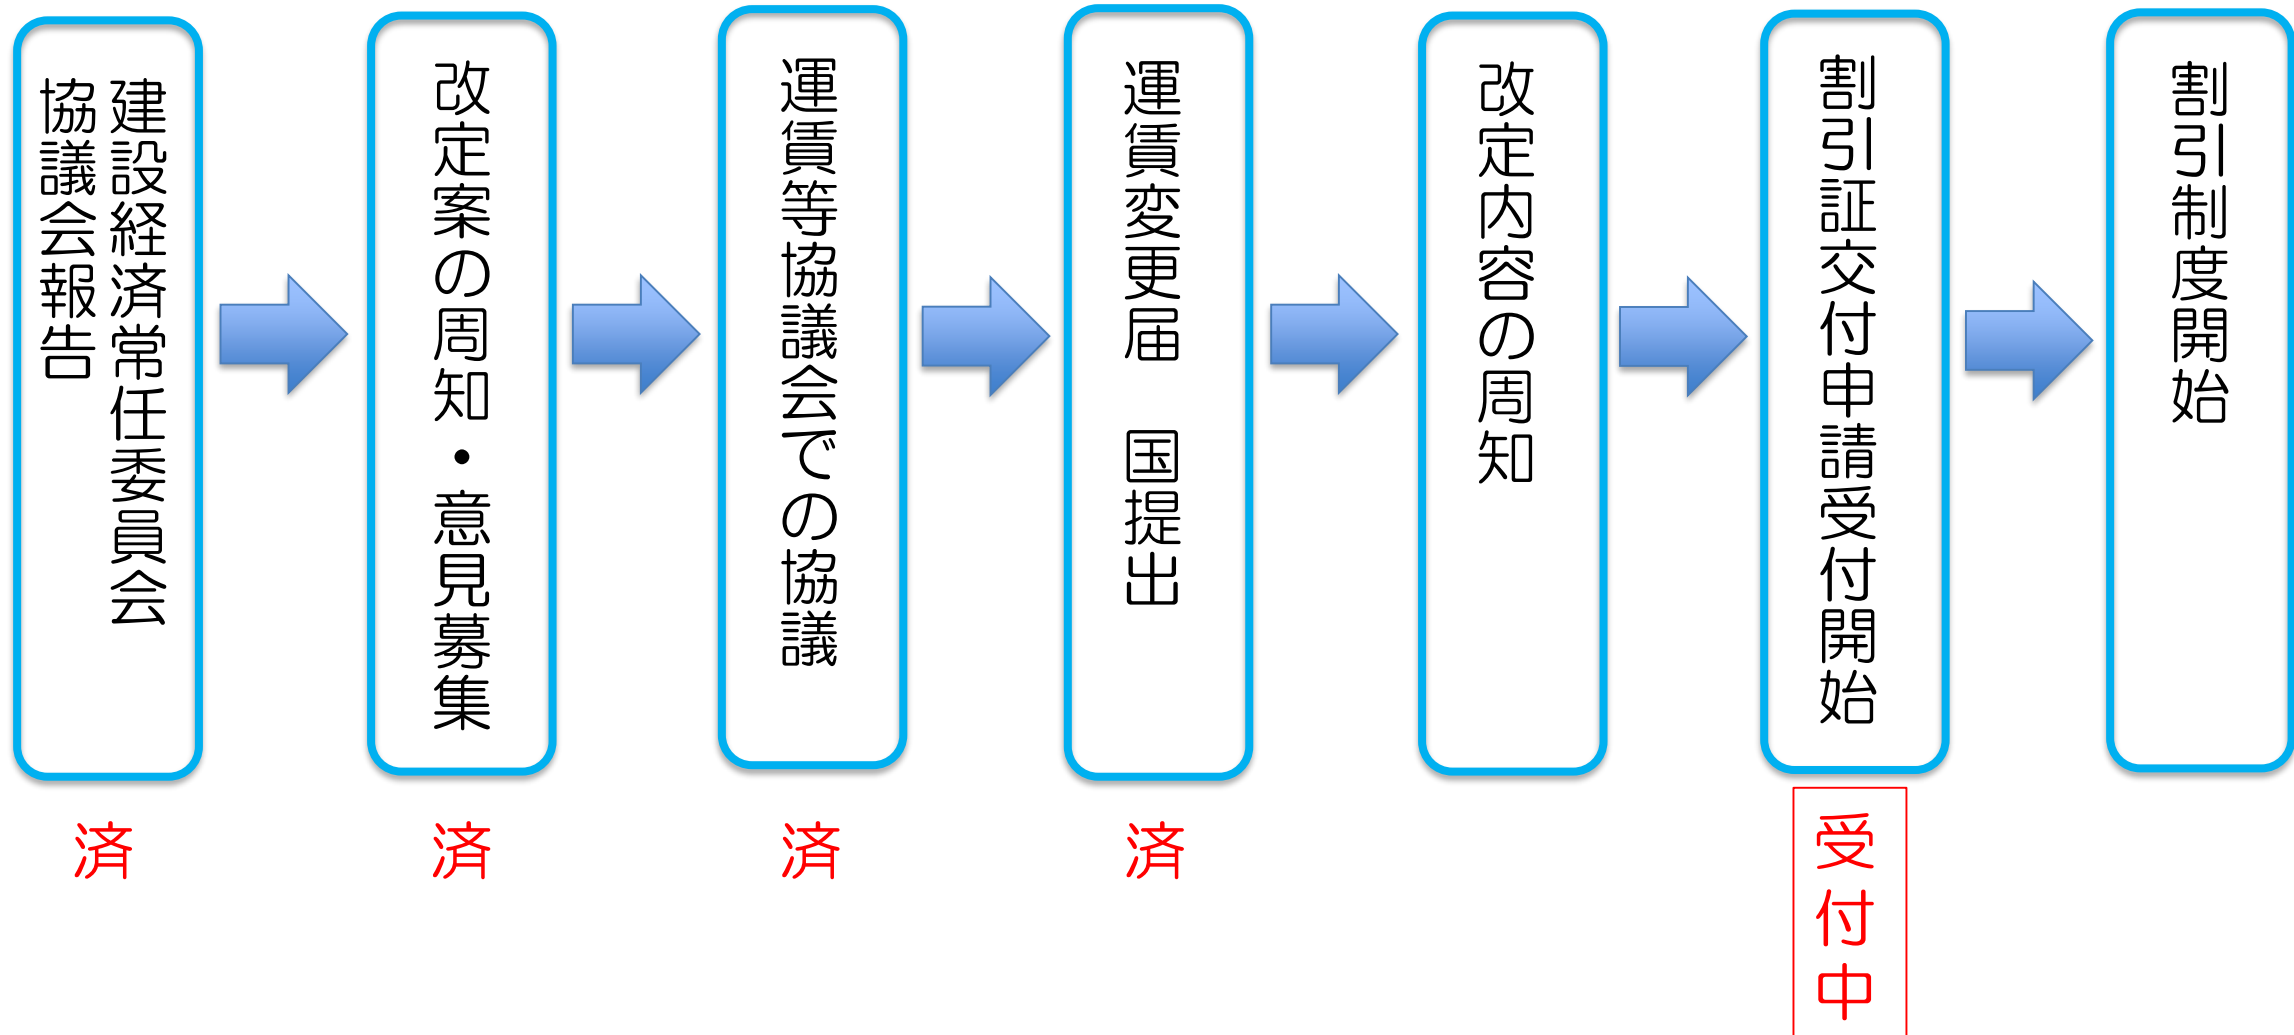 建設経済常任委員会
協議会報告
済
改定案の周知・意見募集
済
運賃等協議会での協議
済
運賃変更届　国提出
済
改定内容の周知
割引証交付申請受付開始
受付中
割引制度開始